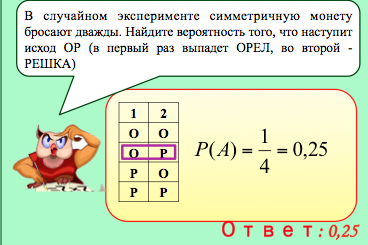 В случайном эксперименте симметричную монету
бросают дважды. Найдите вероятность того, что наступит
исход ОР (в первый раз выпадет ОРЕЛ, во второй -
РЕШКА)
1 2
О О
О Р
Р О
Р Р
P(A) = 1/4 = 0,25
Ответ: 0,25